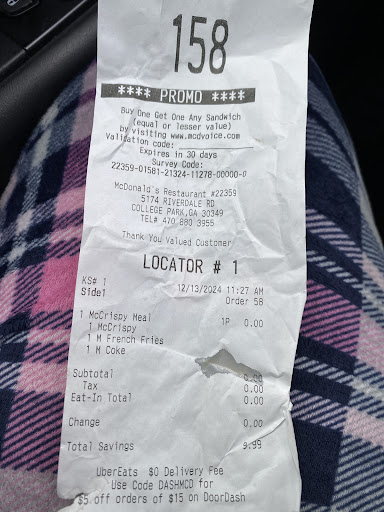 158
**** PROMO ****
Buy One Get One Any Sandwich
(equal or lesser value)
by visiting www.mcdvoice.com
Validation code: ____________
Expires in 30 days
Survey Code:
22359-01581-21324-11278-00000-0
McDonald's Restaurant #22359
5174 RIVERDALE RD
COLLEGE PARK,GA 30349
TEL# 470 880 3955
Thank You Valued Customer
LOCATOR # 1
KS# 1 12/13/2024 11:27 AM
Side1 Order 58
1 McCrispy Meal 1P 0.00
1 McCrispy
1 M French Fries
1 M Coke
Subtotal 0.00
Tax 0.00
Eat-In Total 0.00
Change 0.00
Total Savings 9.99
UberEats $0 Delivery Fee
Use Code DASHMCD for
$5 off orders of $15 on DoorDash